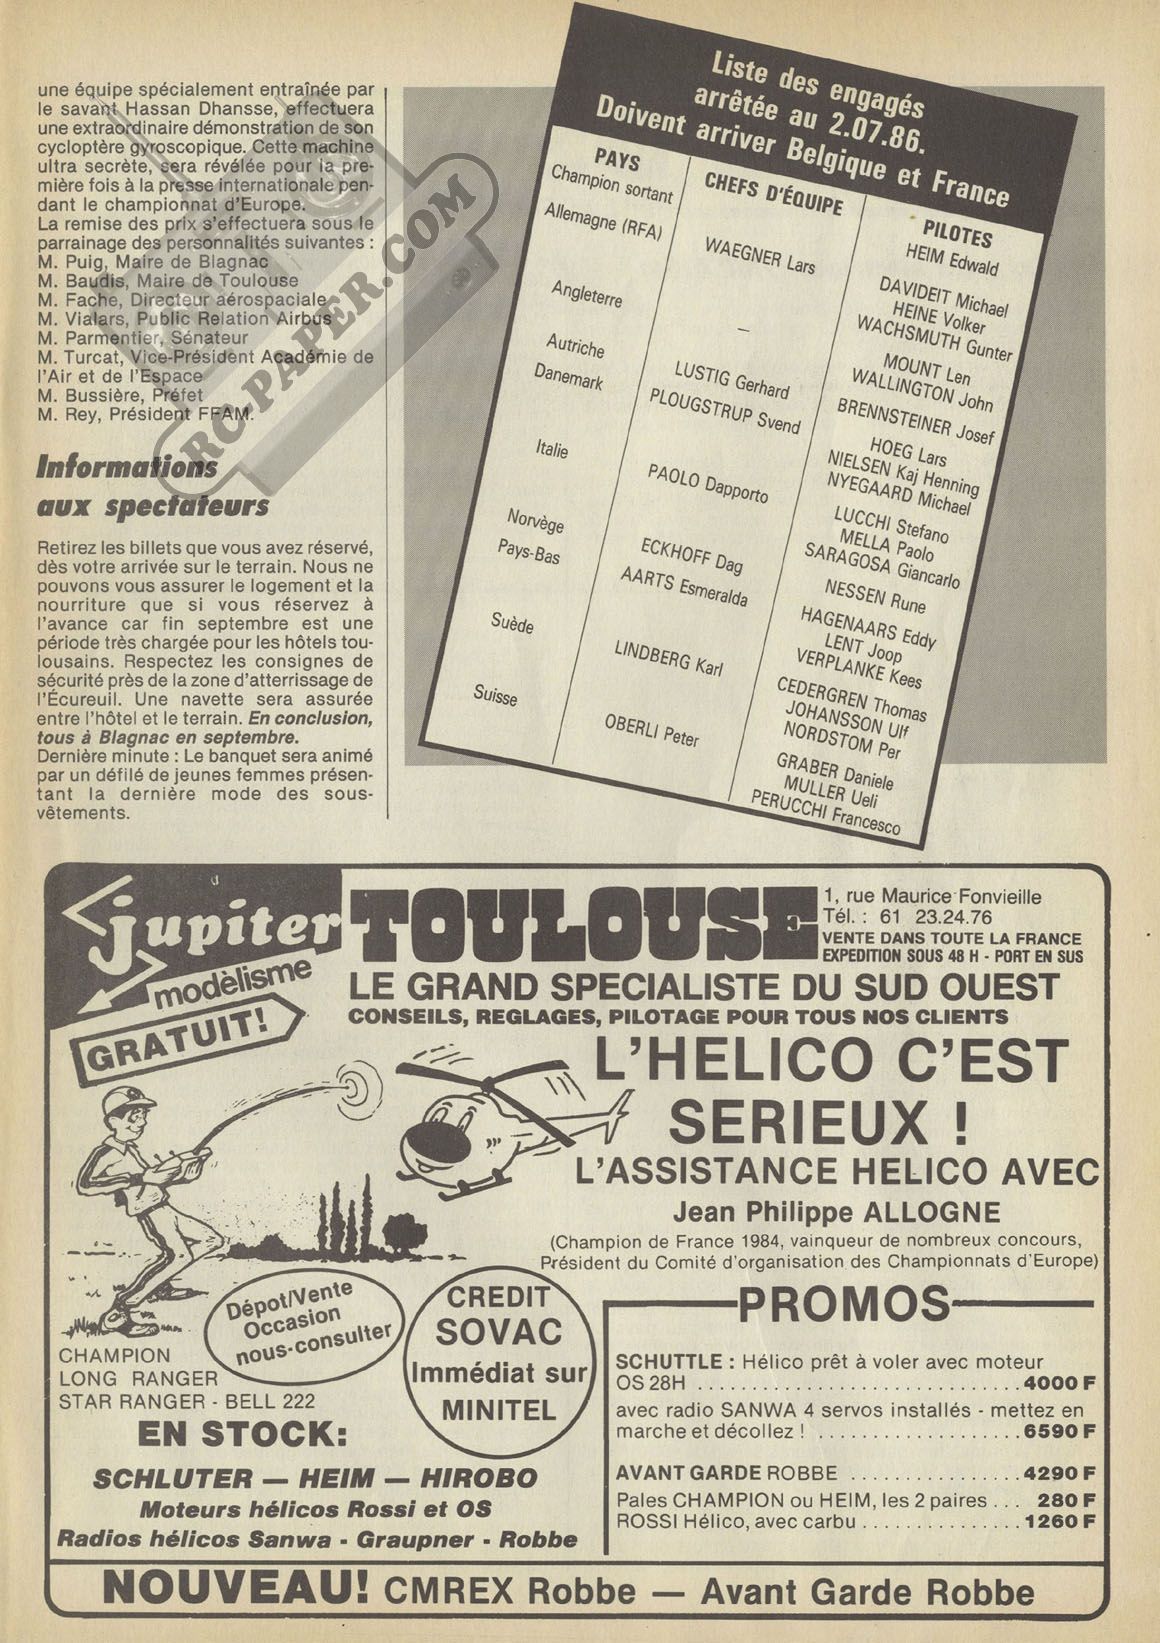 une équipe spécialement entraînée par
le savant Hassan Dhansse, effectuera
une extraordinaire démonstration de son
cycloptère gyroscopique. Cette machine
ultra secrète, sera révélée pour la pre-
mière fois à la presse internationale pen-
dant le championnat d'Europe.
La remise des prix s'effectuera sous le
parrainage des personnalités suivantes :
M. Puig, Maire de Blagnac
M. Baudis, Maire de Toulouse
M. Fache, Directeur aérospaciale
M. Vialars, Public Relation Airbus
M. Parmentier, Sénateur
M. Turcat, Vice-Président Académie de
l'Air et de l'Espace
M. Bussière, Préfet
M. Rey, Président FFAM.
RC-PAPER.COM
Informations
aux spectateurs
Retirez les billets que vous avez réservé,
dès votre arrivée sur le terrain. Nous ne
pouvons vous assurer le logement et la
nourriture que si vous réservez à
l'avance car fin septembre est une
période très chargée pour les hôtels tou-
lousains. Respectez les consignes de
sécurité près de la zone d'atterrissage de
l'Écureuil. Une navette sera assurée
entre l'hôtel et le terrain. En conclusion,
tous à Blagnac en septembre.
Dernière minute : Le banquet sera animé
par un défilé de jeunes femmes présen-
tant la dernière mode des sous-
vêtements.
Liste des engagés
arrêtée au 2.07.86.
Doivent arriver Belgique et France
PAYS
Champion sortant
Allemagne (RFA)
Angleterre
Autriche
Danemark
Italie
Norvège
Pays-Bas
Suède
Suisse
CHEFS D'ÉQUIPE
WAEGNER Lars
–
LUSTIG Gerhard
PLOUGSTRUP Svend
PAOLO Dapporto
ECKHOFF Dag
AARTS Esmeralda
LINDBERG Karl
OBERLI Peter
PILOTES
HEIM Edwald
DAVIDEIT Michael
HEINE Volker
WACHSMUTH Gunter
MOUNT Len
WALLINGTON John
BRENNSTEINER Josef
HOEG Lars
NIELSEN Kaj Henning
NYEGAARD Michael
LUCCHI Stefano
MELLA Paolo
SARAGOSA Giancarlo
NESSEN Rune
HAGENAARS Eddy
LENT Joop
VERPLANKE Kees
CEDERGREN Thomas
JOHANSSON Ulf
NORDSTOM Per
GRABER Daniele
MULLER Ueli
PERUCCHI Francesco
jupiter
modèlisme
TOULOUSE
1, rue Maurice Fonvieille
Tél. : 61 23.24.76
VENTE DANS TOUTE LA FRANCE
EXPEDITION SOUS 48 H - PORT EN SUS
LE GRAND SPECIALISTE DU SUD OUEST
CONSEILS, REGLAGES, PILOTAGE POUR TOUS NOS CLIENTS
GRATUIT!
L'HELICO C'EST
SERIEUX !
L'ASSISTANCE HELICO AVEC
Jean Philippe ALLOGNE
(Champion de France 1984, vainqueur de nombreux concours,
Président du Comité d'organisation des Championnats d'Europe)
Dépot/Vente
Occasion
nous-consulter
CREDIT
SOVAC
Immédiat sur
MINITEL
CHAMPION
LONG RANGER
STAR RANGER - BELL 222
EN STOCK:
SCHLUTER — HEIM — HIROBO
Moteurs hélicos Rossi et OS
Radios hélicos Sanwa - Graupner - Robbe
PROMOS
SCHUTTLE : Hélico prêt à voler avec moteur
OS 28H ........................... 4000 F
avec radio SANWA 4 servos installés - mettez en
marche et décollez ! ................. 6590 F
AVANT GARDE ROBBE .............. 4290 F
Pales CHAMPION ou HEIM, les 2 paires ... 280 F
ROSSI Hélico, avec carbu ............. 1260 F
NOUVEAU! CMREX Robbe — Avant Garde Robbe